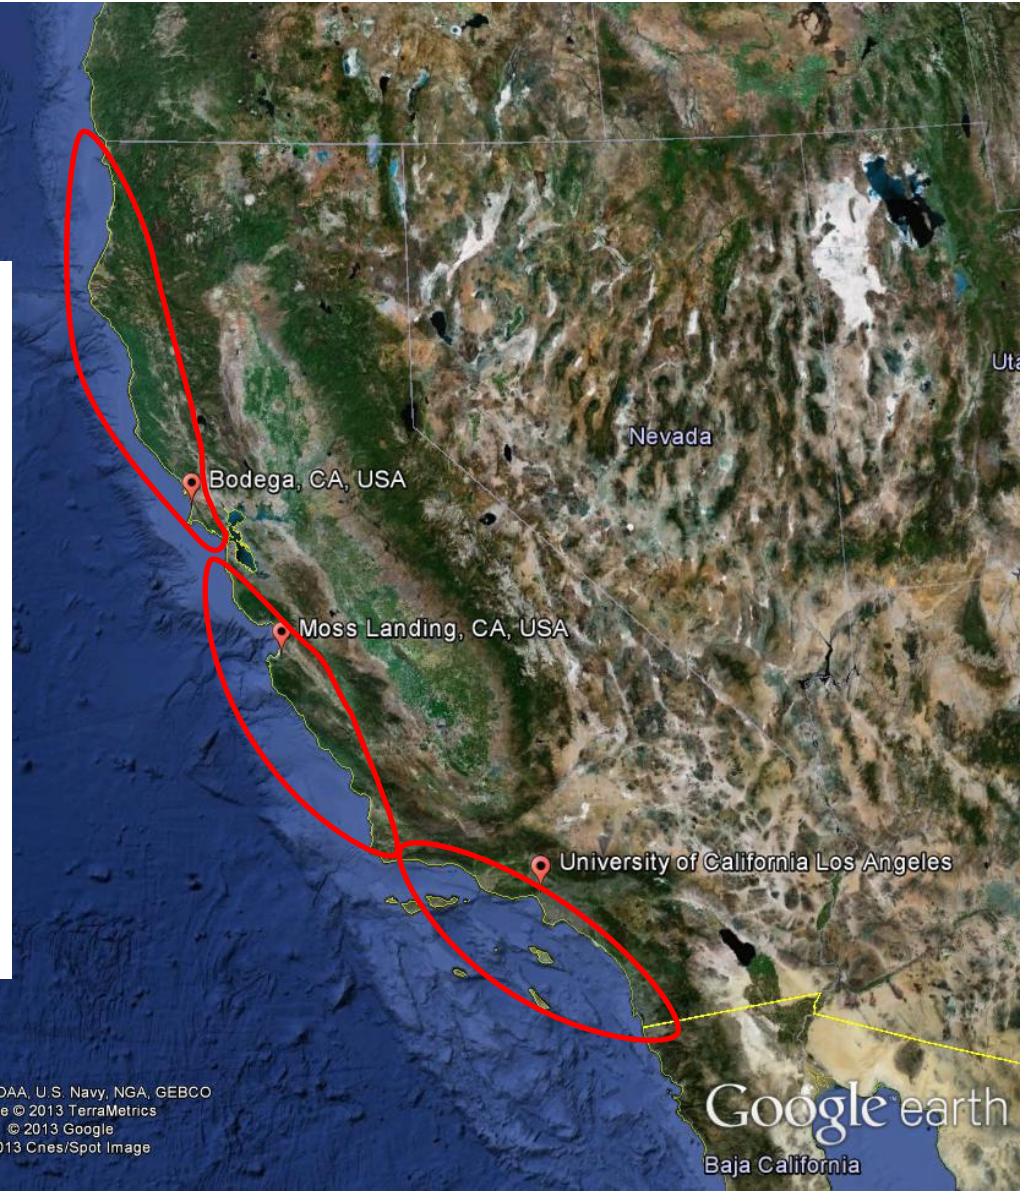 Uta
Nevada
Bodega, CA, USA
Moss Landing, CA, USA
University of California Los Angeles
OAA, U.S. Navy, NGA, GEBCO
e © 2013 TerraMetrics
© 2013 Google
013 Cnes/Spot Image
Google earth
Baja California